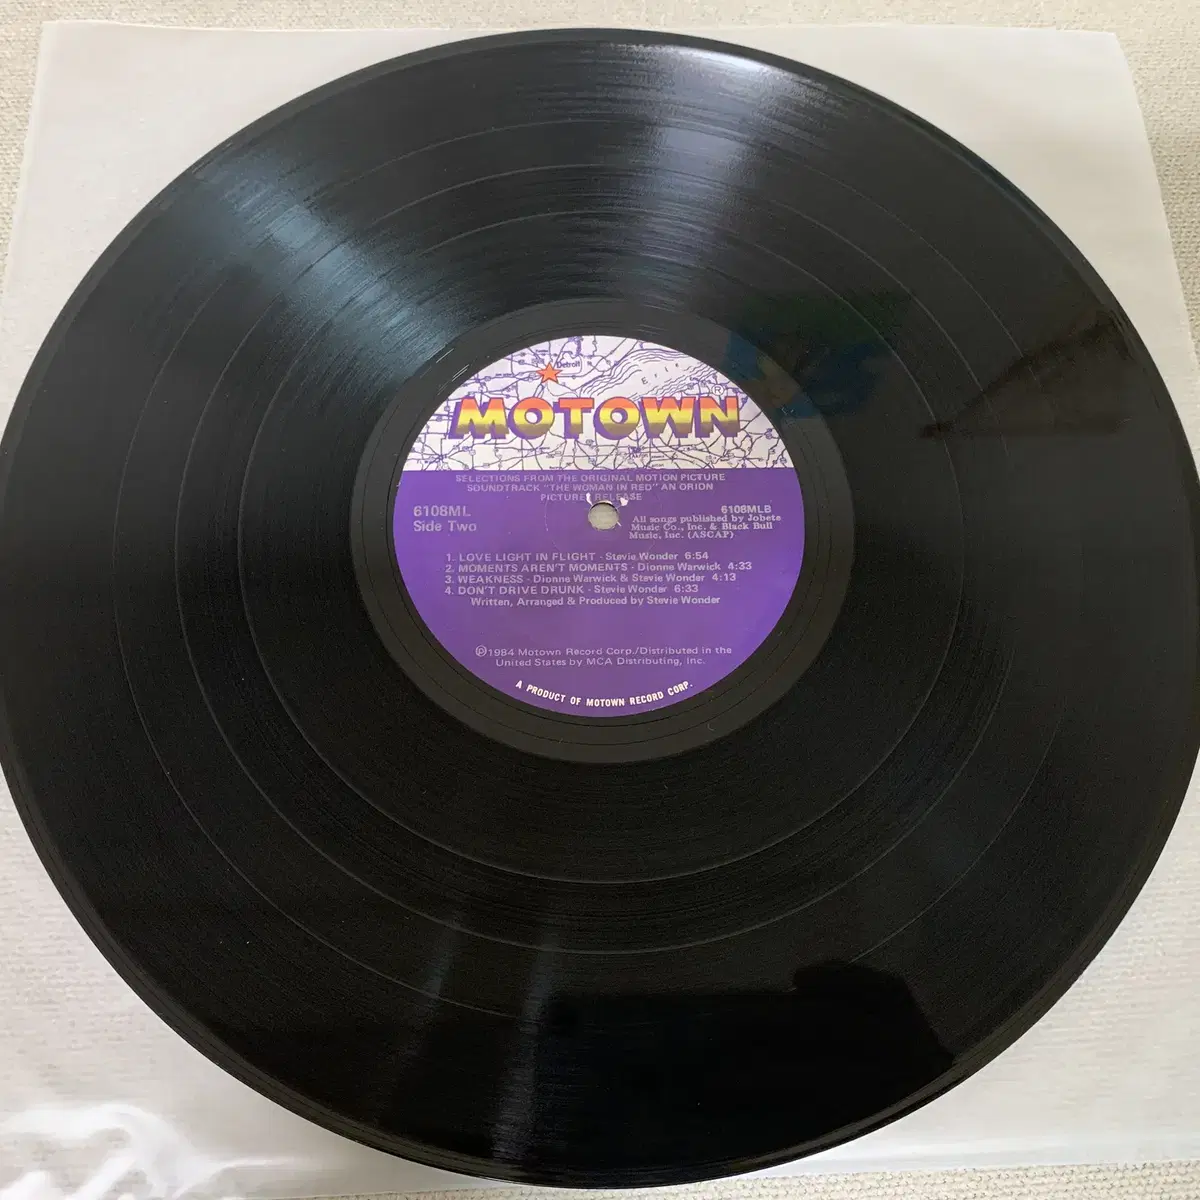 Detroit
Erie
MOTOWN®
SELECTIONS FROM THE ORIGINAL MOTION PICTURE
SOUNDTRACK "THE WOMAN IN RED" AN ORION
PICTURES RELEASE
6108ML
Side Two
6108MLB
All songs published by Jobete
Music Co., Inc. & Black Bull
Music, Inc. (ASCAP)
1. LOVE LIGHT IN FLIGHT - Stevie Wonder 6:54
2. MOMENTS AREN'T MOMENTS - Dionne Warwick 4:33
3. WEAKNESS - Dionne Warwick & Stevie Wonder 4:13
4. DON'T DRIVE DRUNK - Stevie Wonder 6:33
Written, Arranged & Produced by Stevie Wonder
℗1984 Motown Record Corp./Distributed in the
United States by MCA Distributing, Inc.
A PRODUCT OF MOTOWN RECORD CORP.